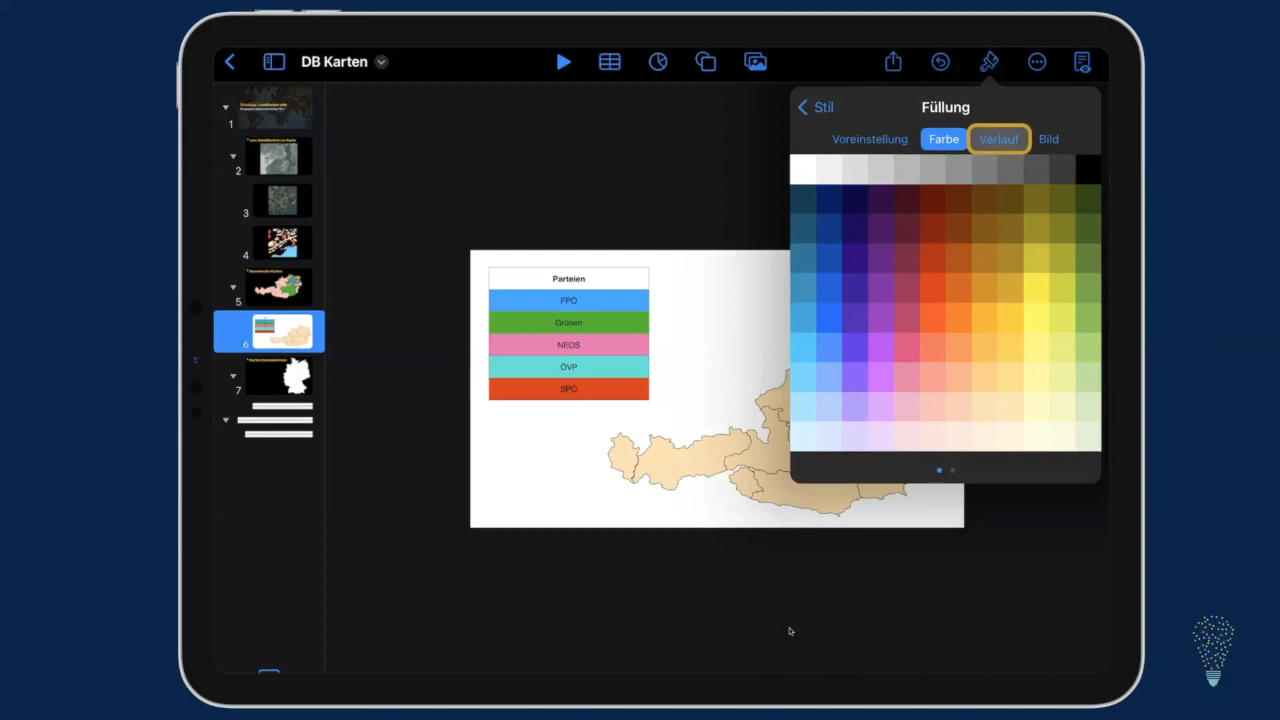 DB Karten
Stil
Füllung
Voreinstellung
Farbe
Verlauf
Bild
1
2
3
4
5
6
7
Parteien
FPÖ
Grünen
NEOS
ÖVP
SPÖ